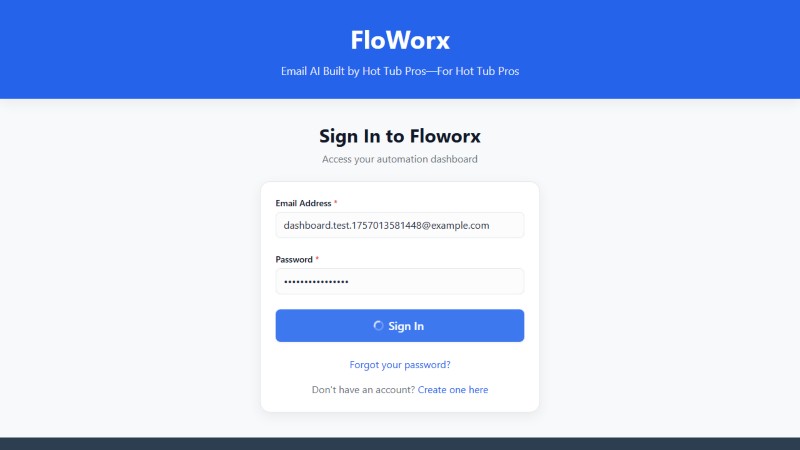 FloWorx
Email AI Built by Hot Tub Pros—For Hot Tub Pros
Sign In to Floworx
Access your automation dashboard
Email Address *
dashboard.test.1757013581448@example.com
Password *
••••••••••••••••
Sign In
Forgot your password?
Don't have an account? Create one here